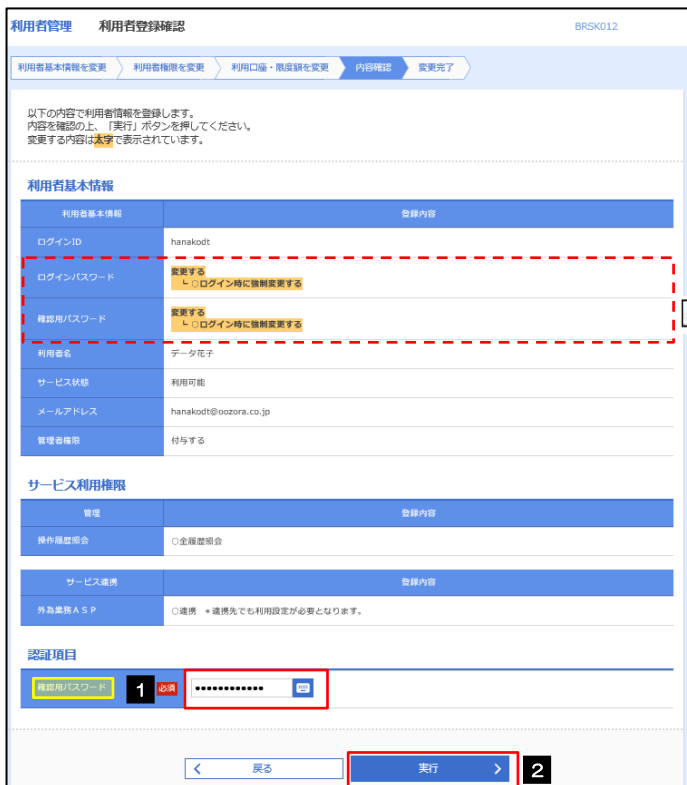 利用者管理 利用者登録確認 BRSK012
利用者基本情報を変更 利用者権限を変更 利用口座・限度額を変更 内容確認 変更完了
以下の内容で利用者情報を登録します。
内容を確認の上、「実行」ボタンを押してください。
変更する内容は太字で表示されています。
利用者基本情報
利用者基本情報 登録内容
ログインID hanakodt
ログインパスワード 変更する
└ ○ログイン時に強制変更する
確認用パスワード 変更する
└ ○ログイン時に強制変更する
利用者名 データ花子
サービス状態 利用可能
メールアドレス hanakodt@oozora.co.jp
管理者権限 付与する
サービス利用権限
管理 登録内容
操作履歴照会 ○全履歴照会
サービス連携 登録内容
外為業務ASP ○連携 *連携先でも利用設定が必要となります。
認証項目
確認用パスワード 1 必須 ●●●●●●●●●●●●
戻る 実行 2